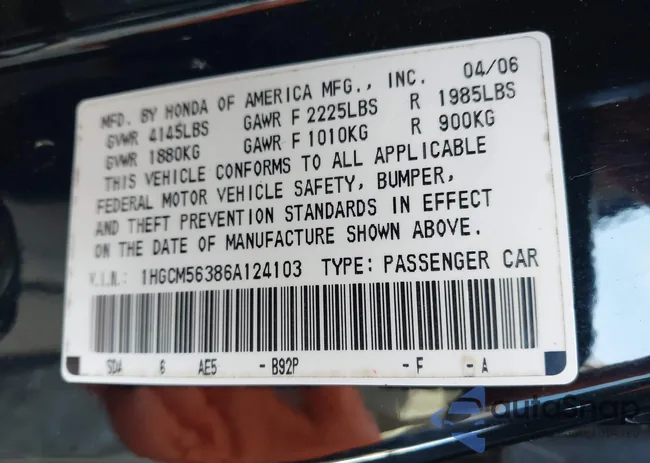 MFD. BY HONDA OF AMERICA MFG., INC. 04/06
GVWR 4145LBS GAWR F 2225LBS R 1985LBS
GVWR 1880KG GAWR F 1010KG R 900KG
THIS VEHICLE CONFORMS TO ALL APPLICABLE
FEDERAL MOTOR VEHICLE SAFETY, BUMPER,
AND THEFT PREVENTION STANDARDS IN EFFECT
ON THE DATE OF MANUFACTURE SHOWN ABOVE.
V.I.N.: 1HGCM56386A124103 TYPE: PASSENGER CAR
SDA 6 AE5 - B92P - F - A
autoSnap